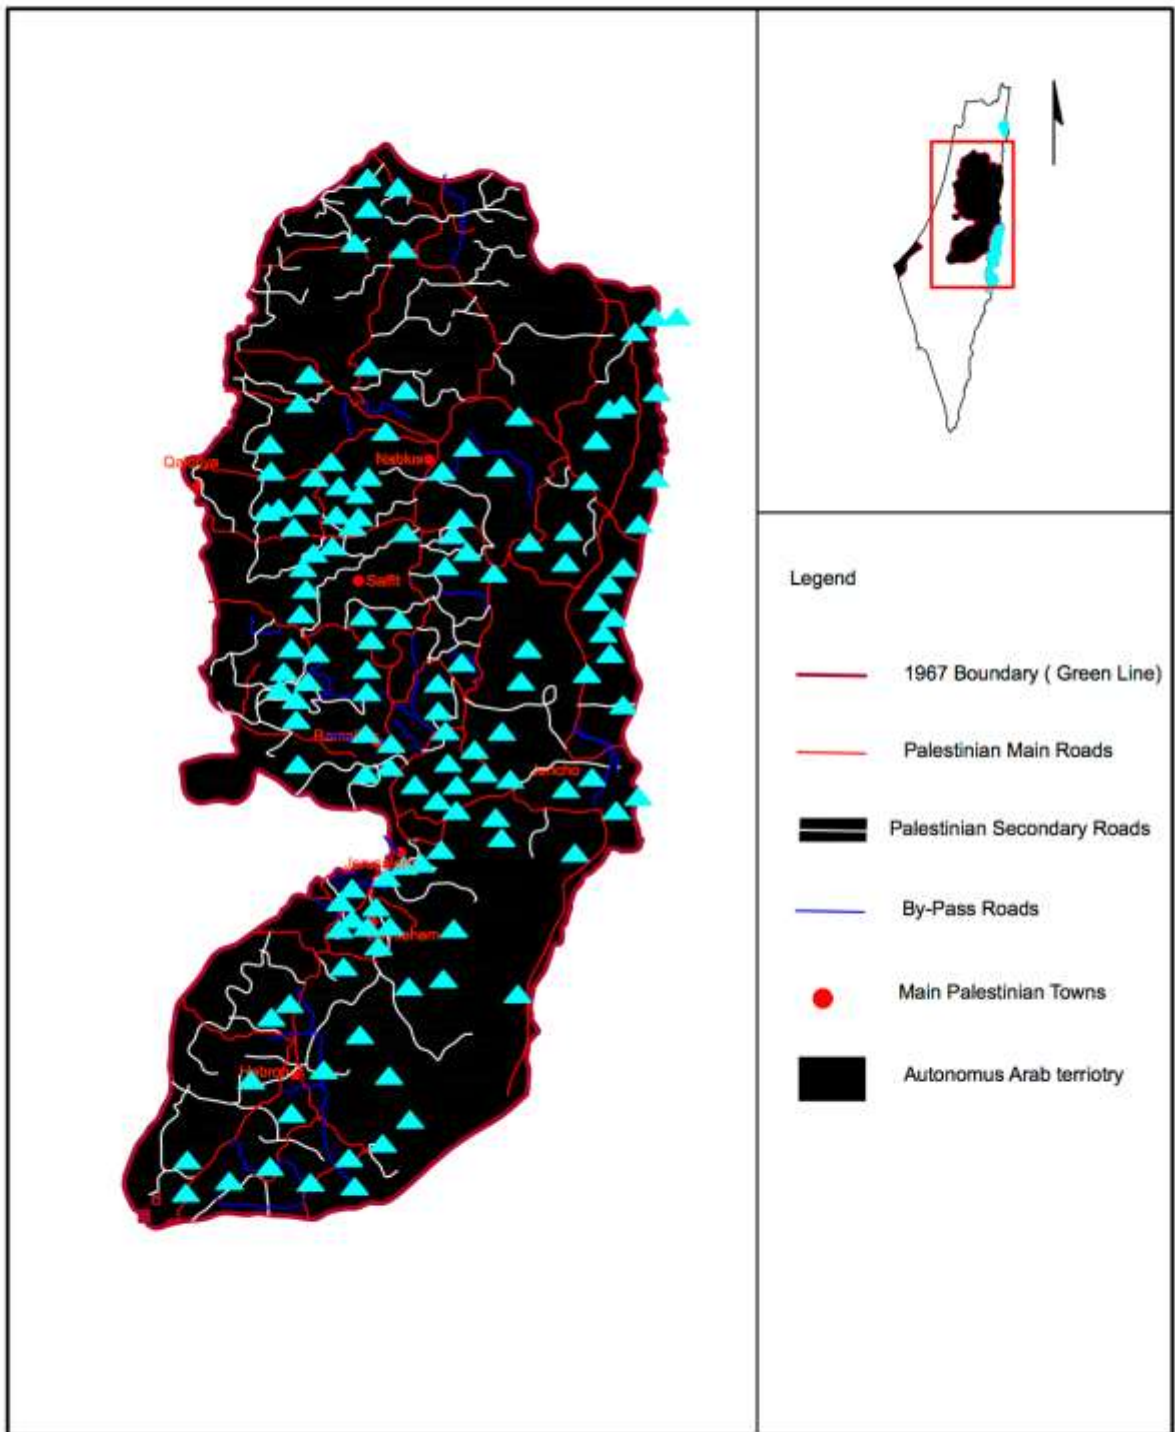 Nablus
Salfit
Jericho
Hebron
Legend
1967 Boundary ( Green Line)
Palestinian Main Roads
Palestinian Secondary Roads
By-Pass Roads
Main Palestinian Towns
Autonomus Arab terriotry